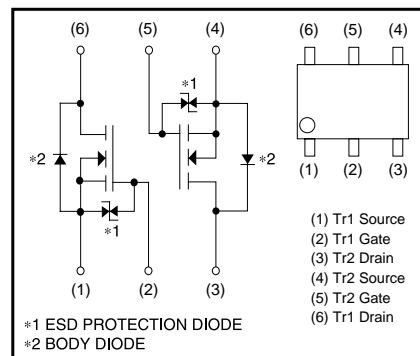 (6) (5) (4)
(6) (5) (4)
∗1
∗2
∗2
∗1
(1) (2) (3)
(1) (2) (3)
(1) Tr1 Source
(2) Tr1 Gate
(3) Tr2 Drain
(4) Tr2 Source
(5) Tr2 Gate
(6) Tr1 Drain
∗1 ESD PROTECTION DIODE
∗2 BODY DIODE